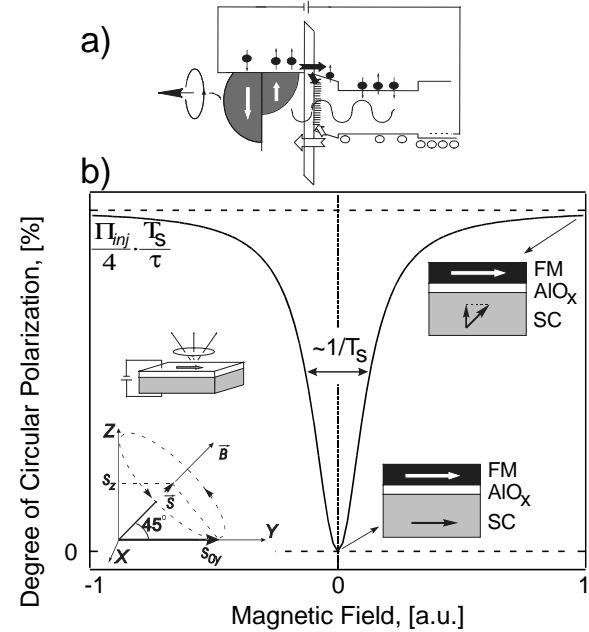 a)
b)
Degree of Circular Polarization, [%]
Π_inj/4 · T_S/τ
FM
AlO_x
SC
~1/T_S
Z
B⃗
S_z
S⃗
45°
Y
X
S_0y
FM
AlO_x
SC
0
-1
0
1
Magnetic Field, [a.u.]